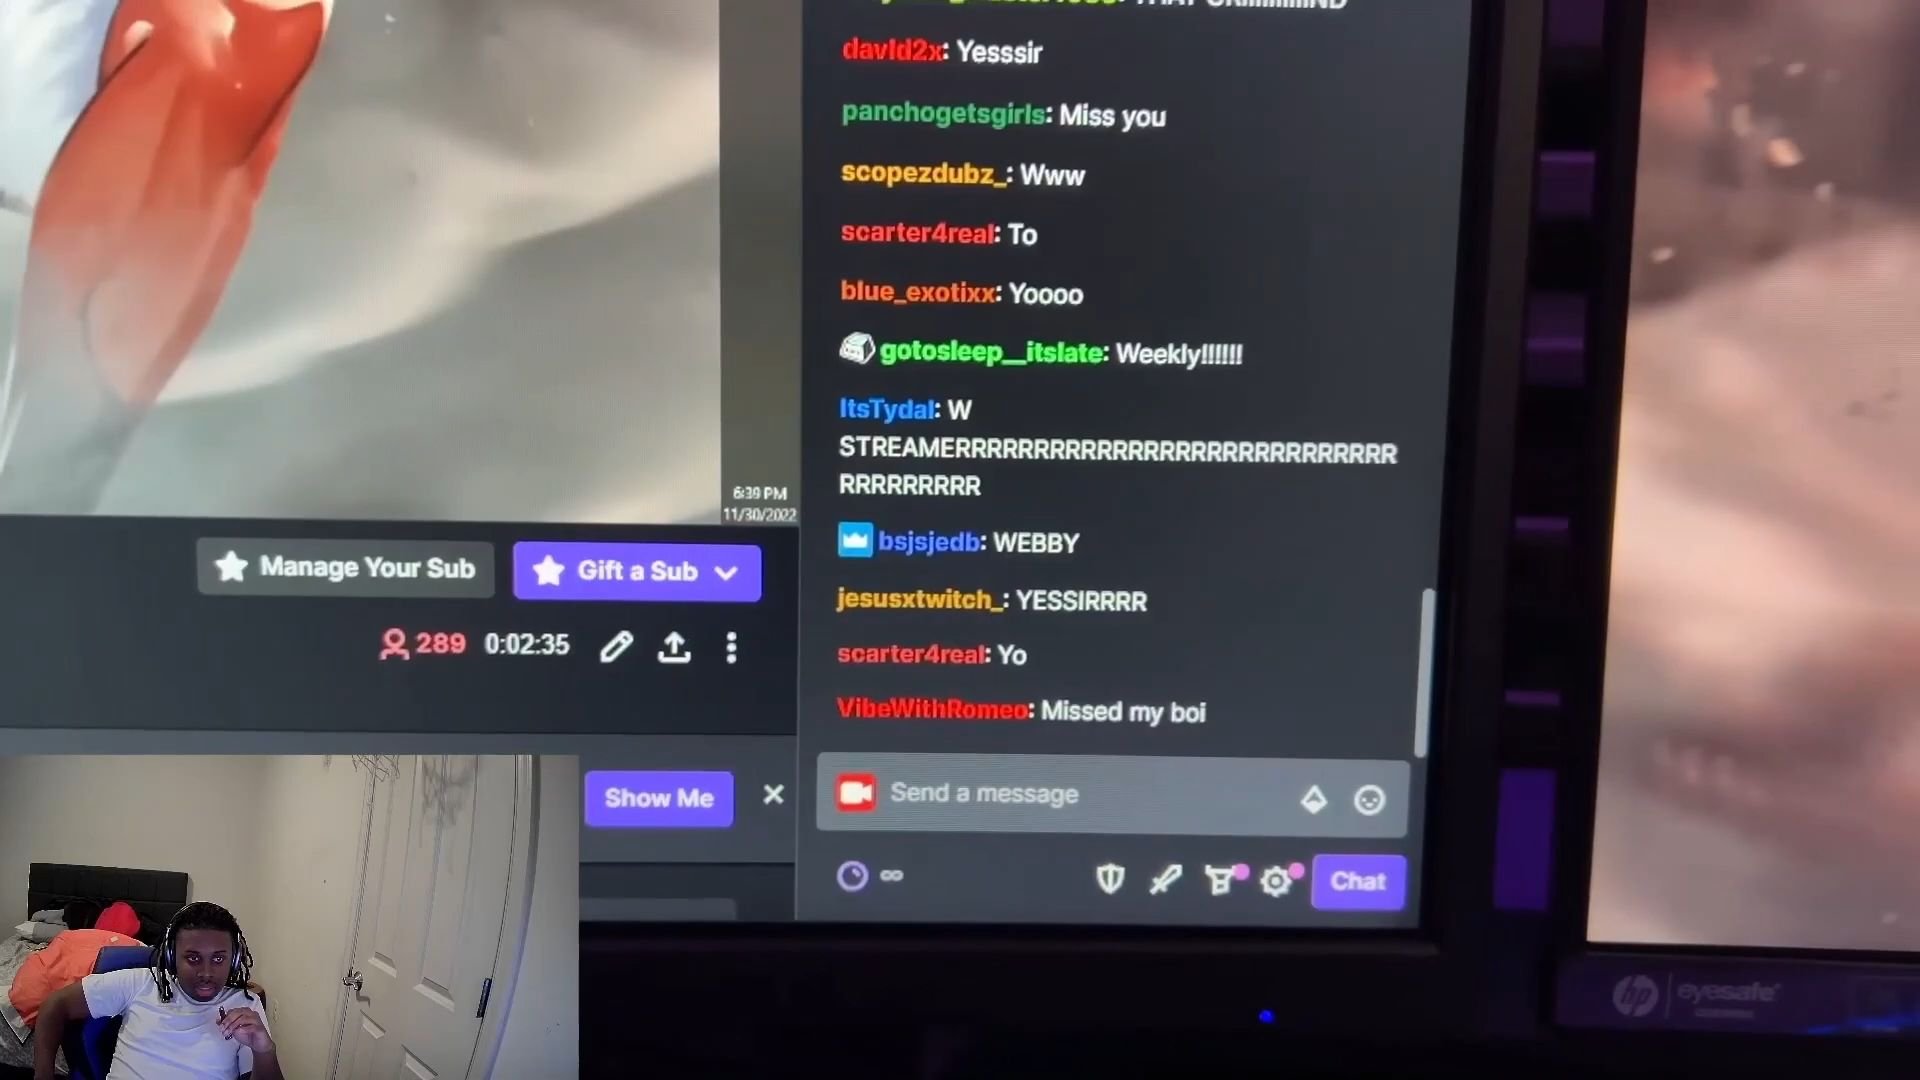 davld2x: Yesssir
panchogetsgirls: Miss you
scopezdubz_: Www
scarter4real: To
blue_exotixx: Yoooo
gotosleep__itslate: Weekly!!!!!!
ItsTydal: W
STREAMERRRRRRRRRRRRRRRRRRRRRRRRRRRRR
RRRRRRRRR
6:39 PM
11/30/2022
bsjsjedb: WEBBY
Manage Your Sub
Gift a Sub
jesusxtwitch_: YESSIRRRR
289 0:02:35
scarter4real: Yo
VibeWithRomeo: Missed my boi
Show Me
Send a message
Chat
hp eyesafe